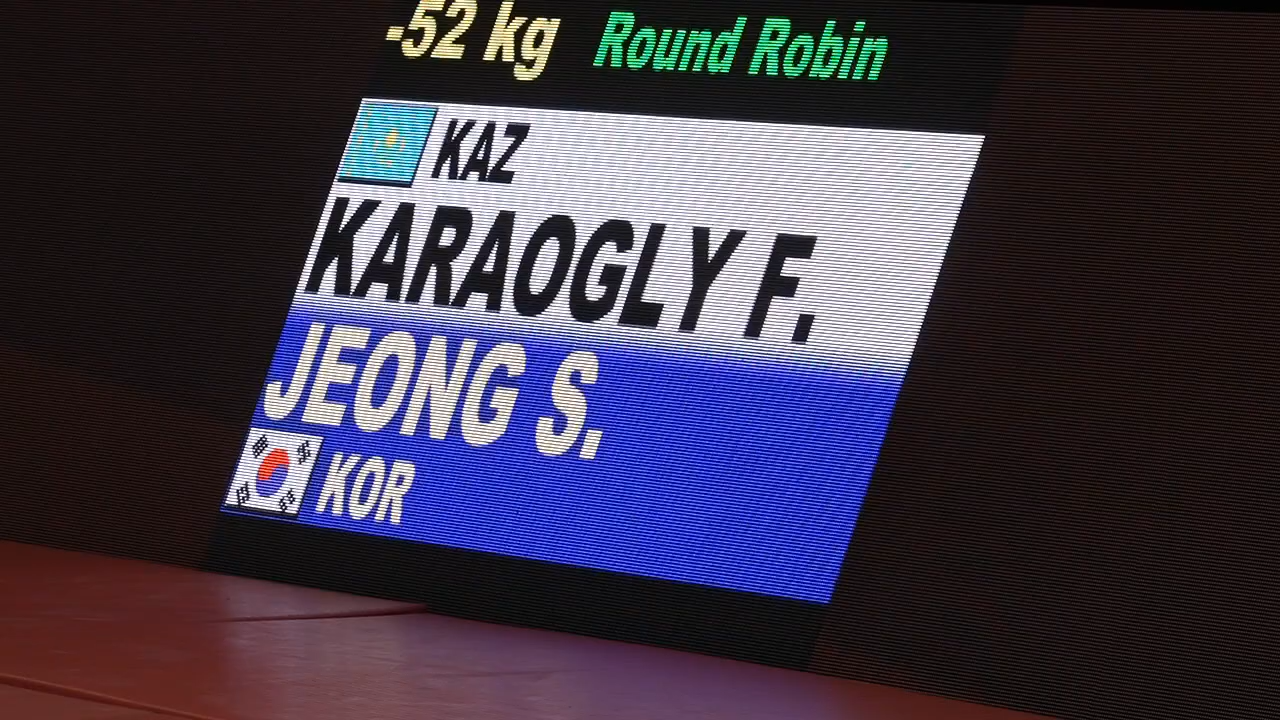 -52 kg Round Robin
KAZ
KARAOGLY F.
JEONG S.
KOR